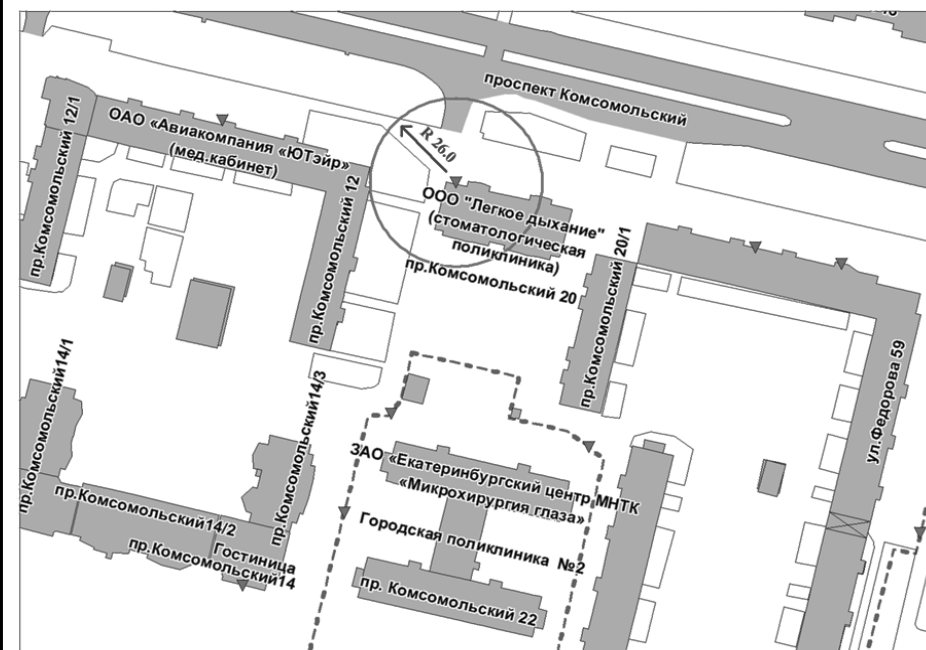 проспект Комсомольский
пр.Комсомольский 12/1
ОАО «Авиакомпания «ЮТэйр»
(мед.кабинет)
пр.Комсомольский 12
R 26.0
ООО "Легкое дыхание"
(стоматологическая
поликлиника)
пр.Комсомольский 20
пр.Комсомольский 20/1
ул.Федорова 59
пр.Комсомольский14/1
пр.Комсомольский14/3
пр.Комсомольский14/2
Гостиница
пр.Комсомольский14
ЗАО «Екатеринбургский центр МНТК
«Микрохирургия глаза»
Городская поликлиника №2
пр. Комсомольский 22